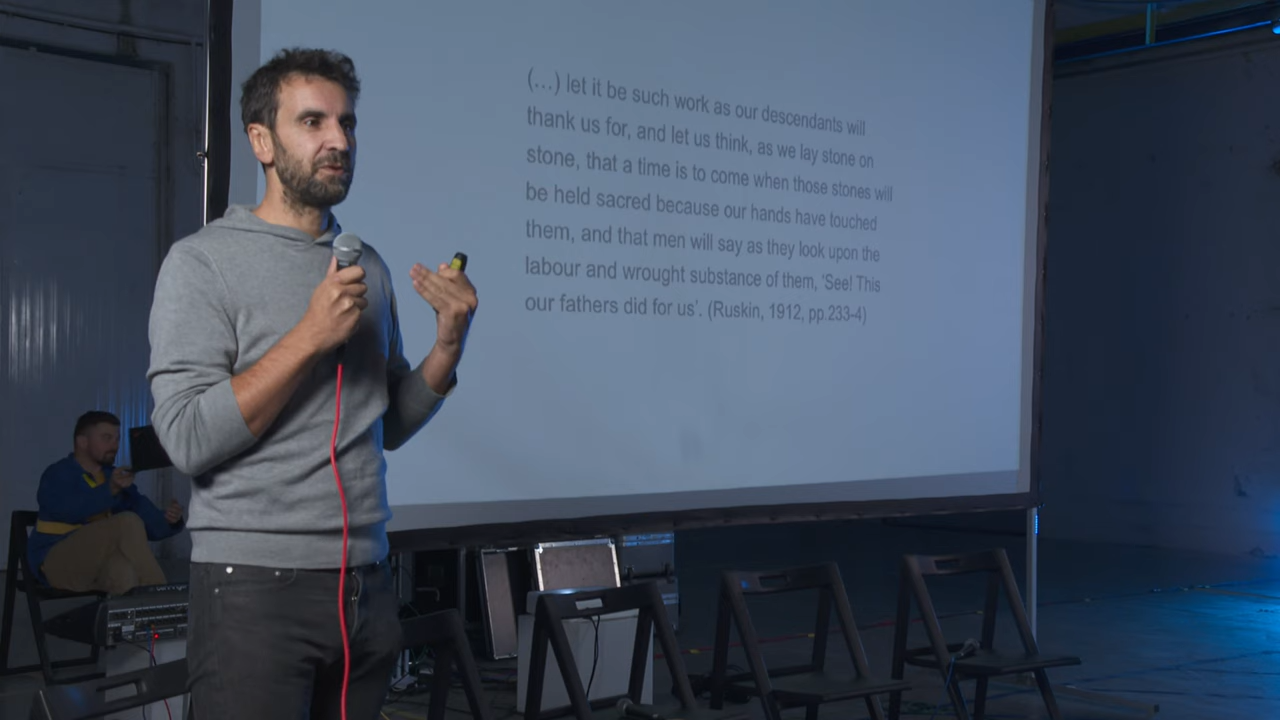 (...) let it be such work as our descendants will
thank us for, and let us think, as we lay stone on
stone, that a time is to come when those stones will
be held sacred because our hands have touched
them, and that men will say as they look upon the
labour and wrought substance of them, 'See! This
our fathers did for us'. (Ruskin, 1912, pp.233-4)